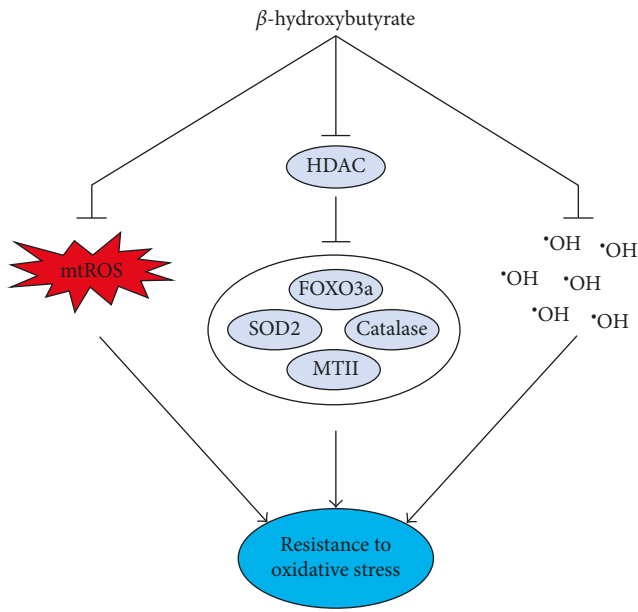 β-hydroxybutyrate
HDAC
mtROS
FOXO3a
SOD2
Catalase
MTII
•OH
•OH
•OH
•OH
•OH
•OH
Resistance to
oxidative stress